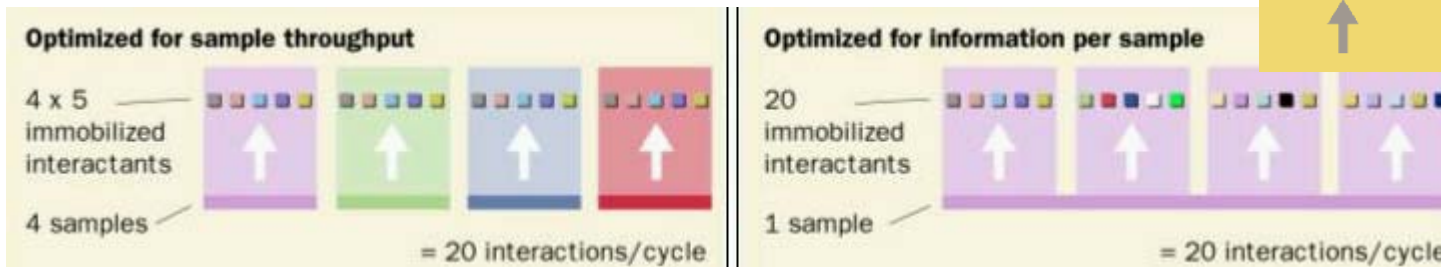 Optimized for sample throughput
4 x 5
immobilized
interactants
4 samples
= 20 interactions/cycle
Optimized for information per sample
20
immobilized
interactants
1 sample
= 20 interactions/cycle